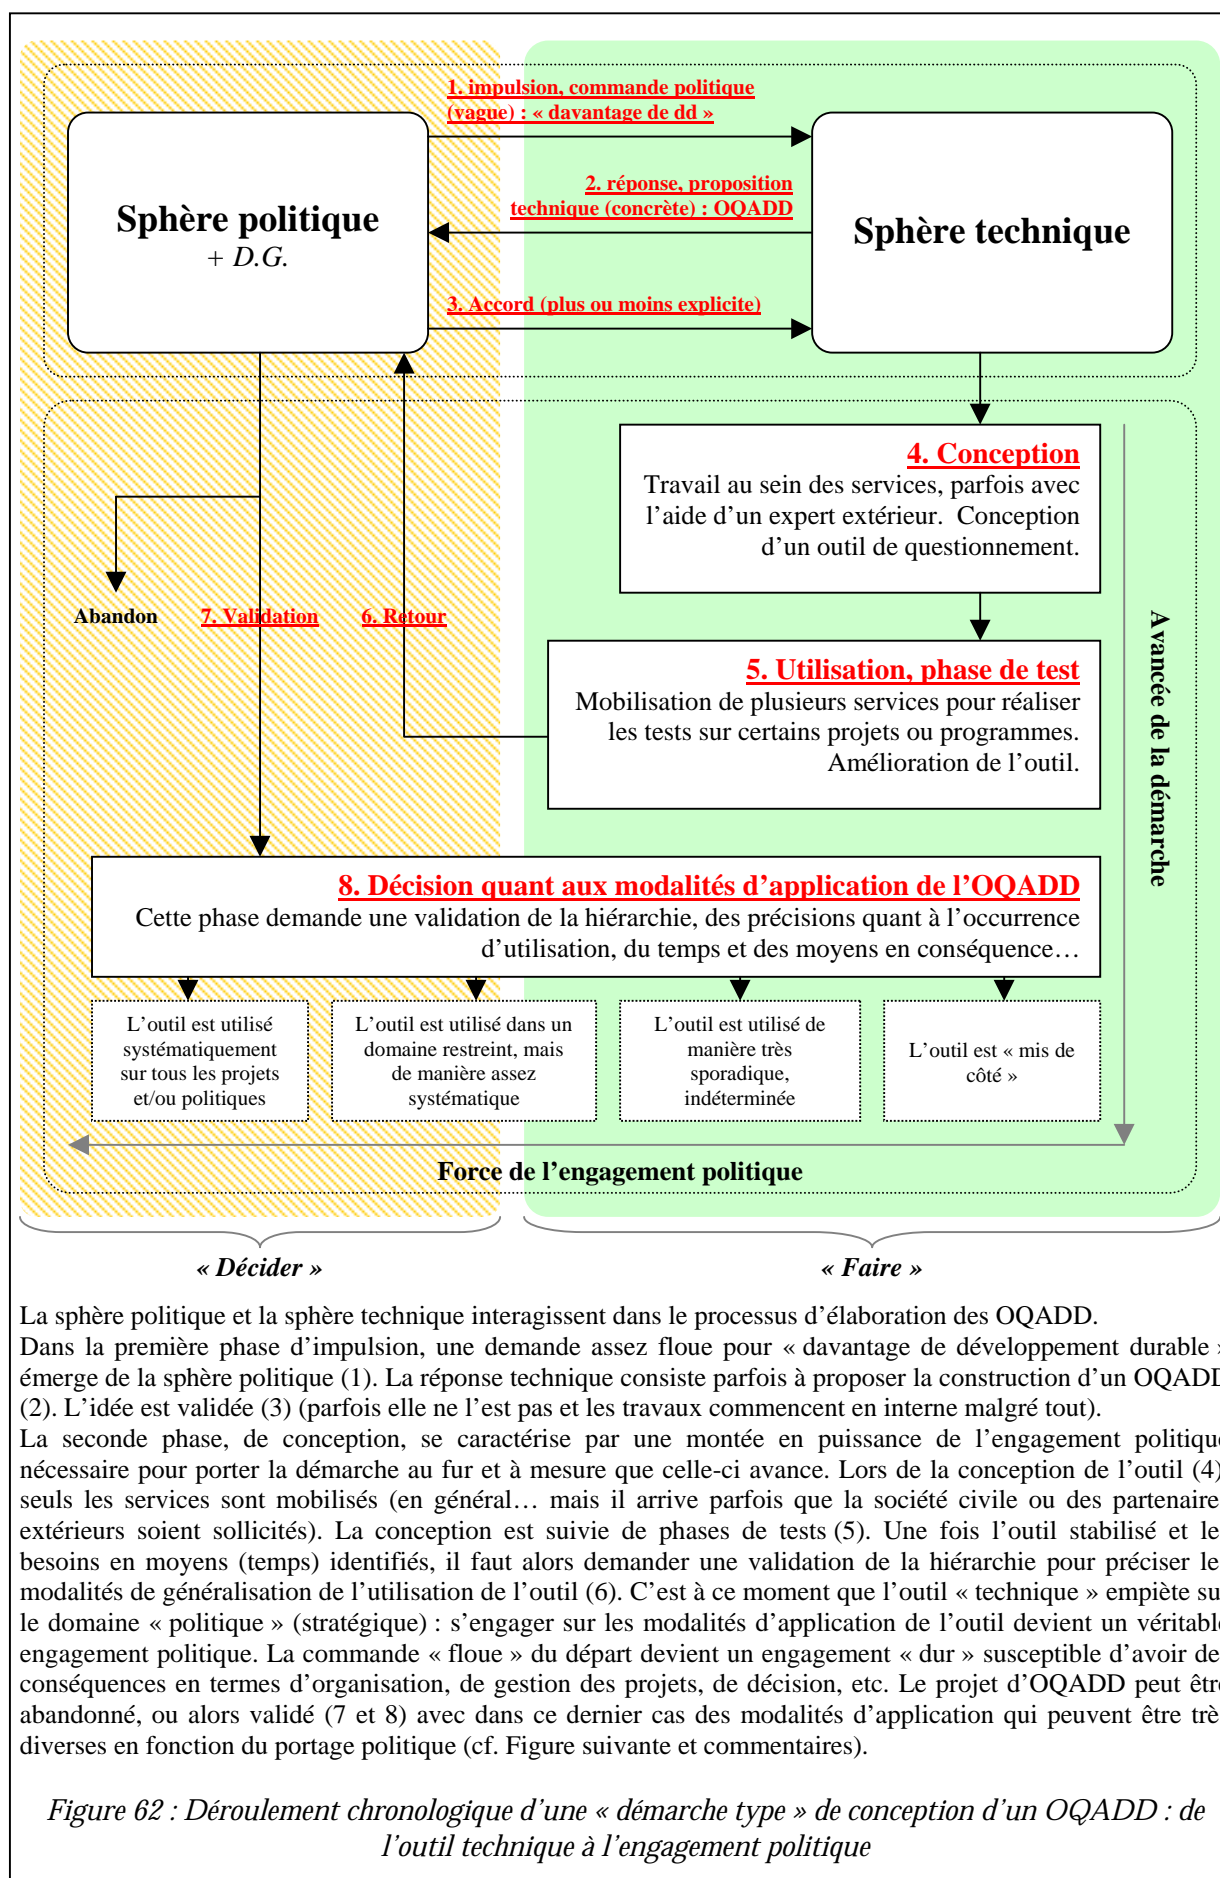 1. impulsion, commande politique
(vague) : « davantage de dd »
2. réponse, proposition
technique (concrète) : OQADD
3. Accord (plus ou moins explicite)
Sphère politique
+ D.G.
Sphère technique
4. Conception
Travail au sein des services, parfois avec
l’aide d’un expert extérieur. Conception
d’un outil de questionnement.
Abandon
7. Validation
6. Retour
5. Utilisation, phase de test
Mobilisation de plusieurs services pour réaliser
les tests sur certains projets ou programmes.
Amélioration de l’outil.
Avancée de la démarche
8. Décision quant aux modalités d’application de l’OQADD
Cette phase demande une validation de la hiérarchie, des précisions quant à l’occurrence
d’utilisation, du temps et des moyens en conséquence…
L’outil est utilisé
systématiquement
sur tous les projets
et/ou politiques
L’outil est utilisé dans un
domaine restreint, mais
de manière assez
systématique
L’outil est utilisé de
manière très
sporadique,
indéterminée
L’outil est « mis de
côté »
Force de l’engagement politique
« Décider »
« Faire »
La sphère politique et la sphère technique interagissent dans le processus d’élaboration des OQADD.
Dans la première phase d’impulsion, une demande assez floue pour « davantage de développement durable »
émerge de la sphère politique (1). La réponse technique consiste parfois à proposer la construction d’un OQADD
(2). L’idée est validée (3) (parfois elle ne l’est pas et les travaux commencent en interne malgré tout).
La seconde phase, de conception, se caractérise par une montée en puissance de l’engagement politique
nécessaire pour porter la démarche au fur et à mesure que celle-ci avance. Lors de la conception de l’outil (4)
seuls les services sont mobilisés (en général… mais il arrive parfois que la société civile ou des partenaire
extérieurs soient sollicités). La conception est suivie de phases de tests (5). Une fois l’outil stabilisé et le
besoins en moyens (temps) identifiés, il faut alors demander une validation de la hiérarchie pour préciser le
modalités de généralisation de l’utilisation de l’outil (6). C’est à ce moment que l’outil « technique » empiète su
le domaine « politique » (stratégique) : s’engager sur les modalités d’application de l’outil devient un véritable
engagement politique. La commande « floue » du départ devient un engagement « dur » susceptible d’avoir de
conséquences en termes d’organisation, de gestion des projets, de décision, etc. Le projet d’OQADD peut être
abandonné, ou alors validé (7 et 8) avec dans ce dernier cas des modalités d’application qui peuvent être trè
diverses en fonction du portage politique (cf. Figure suivante et commentaires).
Figure 62 : Déroulement chronologique d’une « démarche type » de conception d’un OQADD : de
l’outil technique à l’engagement politique